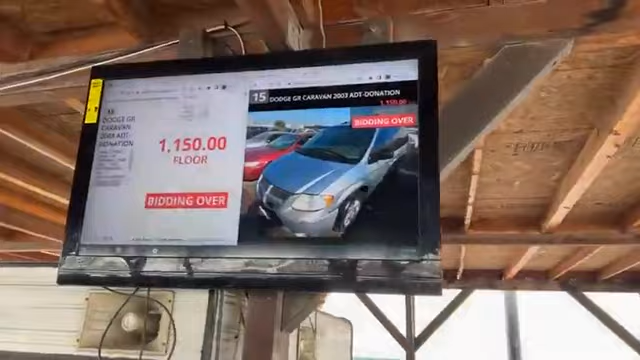 15
DODGE GR
CARAVAN
2003 ADT-
DONATION
1,150.00
FLOOR
BIDDING OVER
15 DODGE GR CARAVAN 2003 ADT-DONATION
1,150.00
BIDDING OVER